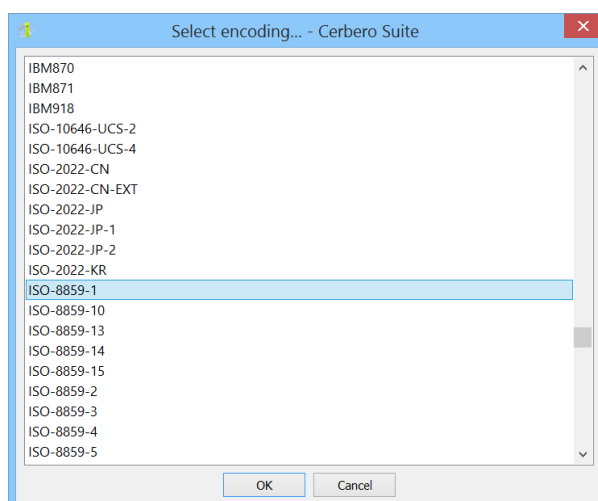 Select encoding... - Cerbero Suite
IBM870
IBM871
IBM918
ISO-10646-UCS-2
ISO-10646-UCS-4
ISO-2022-CN
ISO-2022-CN-EXT
ISO-2022-JP
ISO-2022-JP-1
ISO-2022-JP-2
ISO-2022-KR
ISO-8859-1
ISO-8859-10
ISO-8859-13
ISO-8859-14
ISO-8859-15
ISO-8859-2
ISO-8859-3
ISO-8859-4
ISO-8859-5
OK Cancel